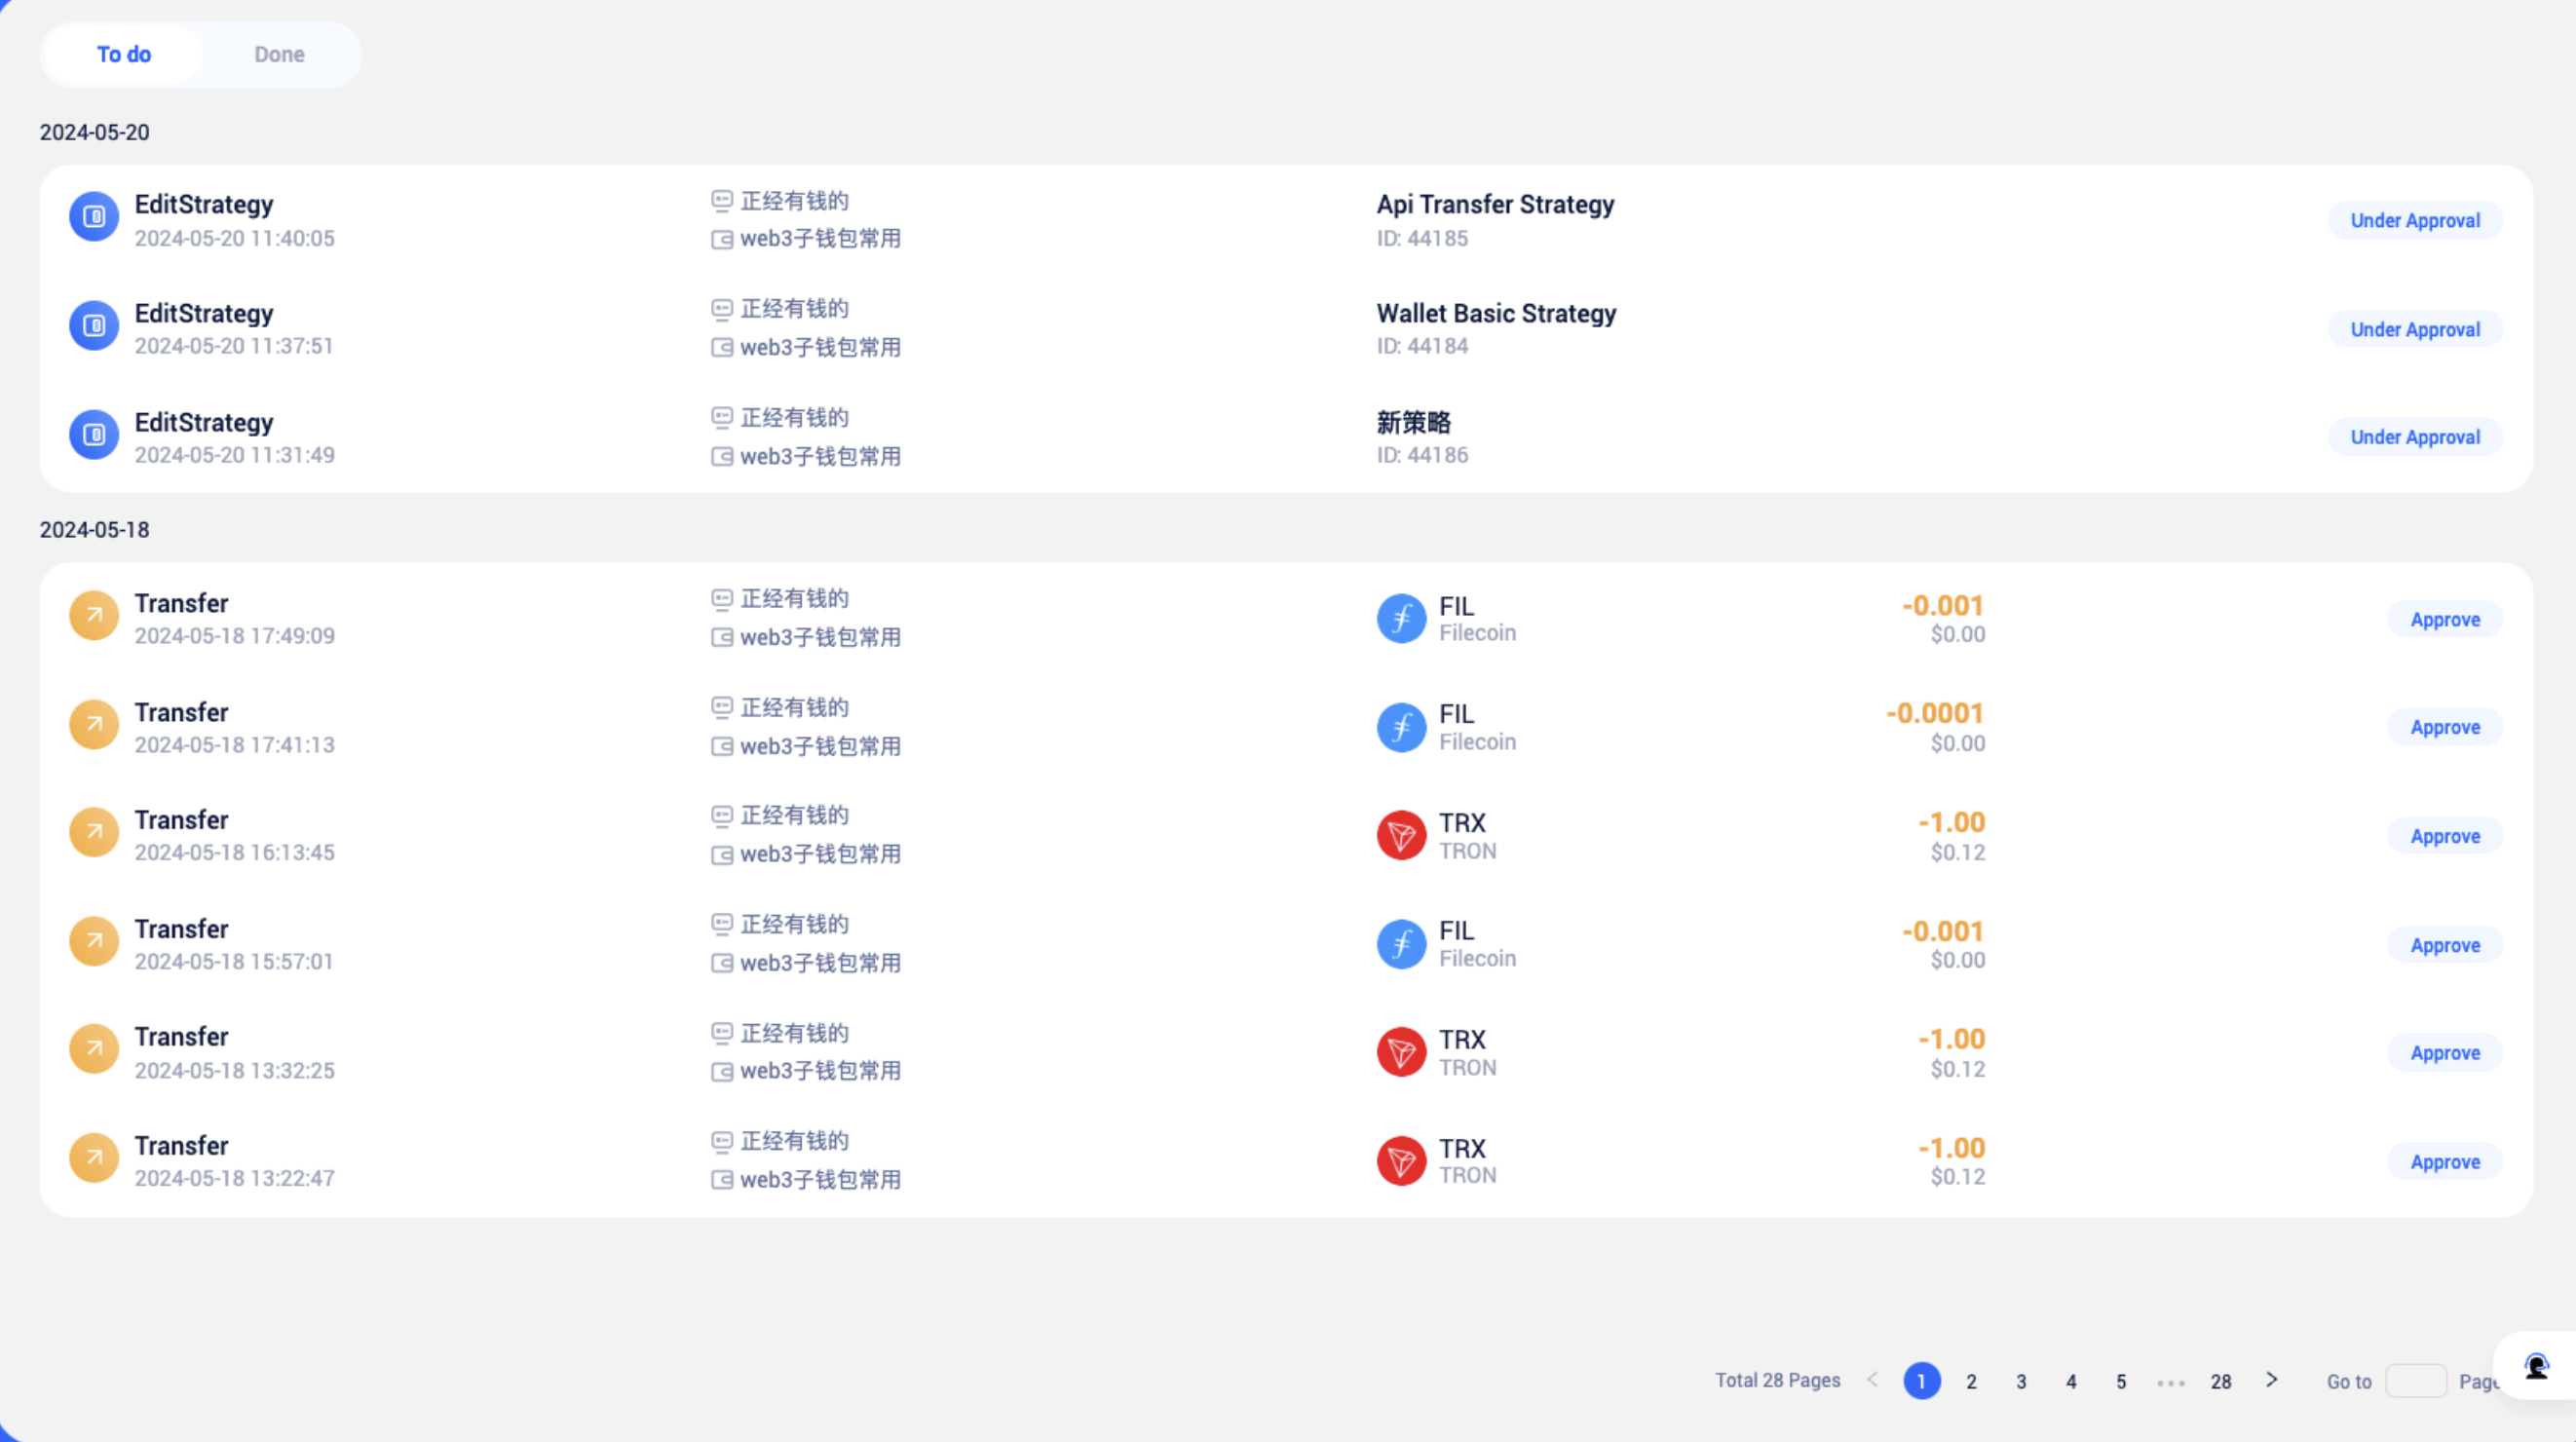 To do
Done
2024-05-20
EditStrategy
2024-05-20 11:40:05
正经有钱的
web3子钱包常用
Api Transfer Strategy
ID: 44185
Under Approval
EditStrategy
2024-05-20 11:37:51
正经有钱的
web3子钱包常用
Wallet Basic Strategy
ID: 44184
Under Approval
EditStrategy
2024-05-20 11:31:49
正经有钱的
web3子钱包常用
新策略
ID: 44186
Under Approval
2024-05-18
Transfer
2024-05-18 17:49:09
正经有钱的
web3子钱包常用
FIL
Filecoin
-0.001
$0.00
Approve
Transfer
2024-05-18 17:41:13
正经有钱的
web3子钱包常用
FIL
Filecoin
-0.0001
$0.00
Approve
Transfer
2024-05-18 16:13:45
正经有钱的
web3子钱包常用
TRX
TRON
-1.00
$0.12
Approve
Transfer
2024-05-18 15:57:01
正经有钱的
web3子钱包常用
FIL
Filecoin
-0.001
$0.00
Approve
Transfer
2024-05-18 13:32:25
正经有钱的
web3子钱包常用
TRX
TRON
-1.00
$0.12
Approve
Transfer
2024-05-18 13:22:47
正经有钱的
web3子钱包常用
TRX
TRON
-1.00
$0.12
Approve
Total 28 Pages < 1 2 3 4 5 ••• 28 > Go to Page